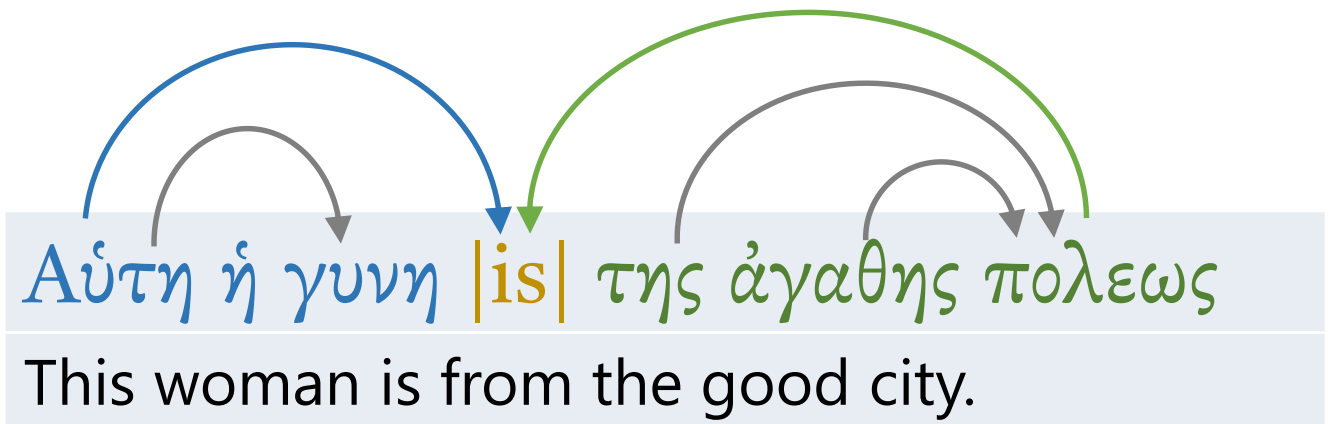 Αὑτη ἡ γυνη |is| της ἀγαθης πολεως
This woman is from the good city.